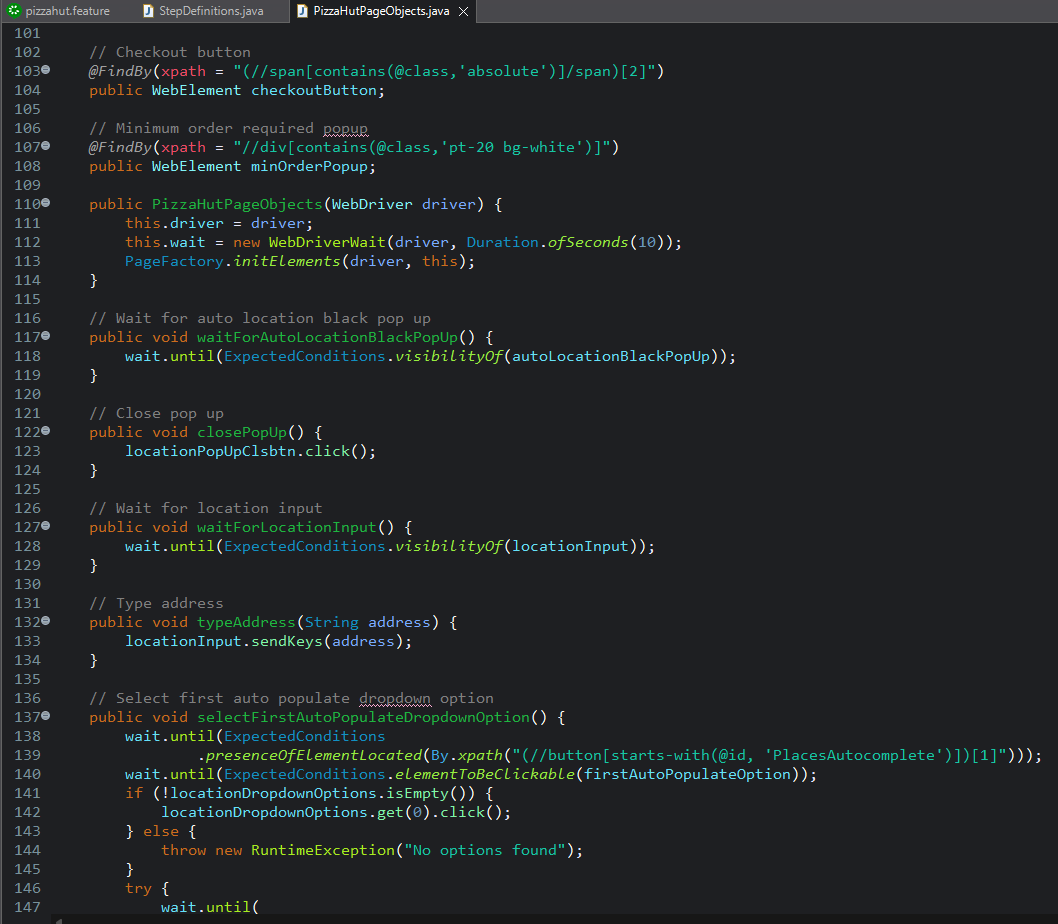 pizzahut.feature StepDefinitions.java PizzaHutPageObjects.java
101
102 // Checkout button
103 @FindBy(xpath = "(//span[contains(@class,'absolute')]/span)[2]")
104 public WebElement checkoutButton;
105
106 // Minimum order required popup
107 @FindBy(xpath = "//div[contains(@class,'pt-20 bg-white')]")
108 public WebElement minOrderPopup;
109
110 public PizzaHutPageObjects(WebDriver driver) {
111 this.driver = driver;
112 this.wait = new WebDriverWait(driver, Duration.ofSeconds(10));
113 PageFactory.initElements(driver, this);
114 }
115
116 // Wait for auto location black pop up
117 public void waitForAutoLocationBlackPopUp() {
118 wait.until(ExpectedConditions.visibilityOf(autoLocationBlackPopUp));
119 }
120
121 // Close pop up
122 public void closePopUp() {
123 locationPopUpClsbtn.click();
124 }
125
126 // Wait for location input
127 public void waitForLocationInput() {
128 wait.until(ExpectedConditions.visibilityOf(locationInput));
129 }
130
131 // Type address
132 public void typeAddress(String address) {
133 locationInput.sendKeys(address);
134 }
135
136 // Select first auto populate dropdown option
137 public void selectFirstAutoPopulateDropdownOption() {
138 wait.until(ExpectedConditions
139 .presenceOfElementLocated(By.xpath("(//button[starts-with(@id, 'PlacesAutocomplete')])[1]")));
140 wait.until(ExpectedConditions.elementToBeClickable(firstAutoPopulateOption));
141 if (!locationDropdownOptions.isEmpty()) {
142 locationDropdownOptions.get(0).click();
143 } else {
144 throw new RuntimeException("No options found");
145 }
146 try {
147 wait.until(